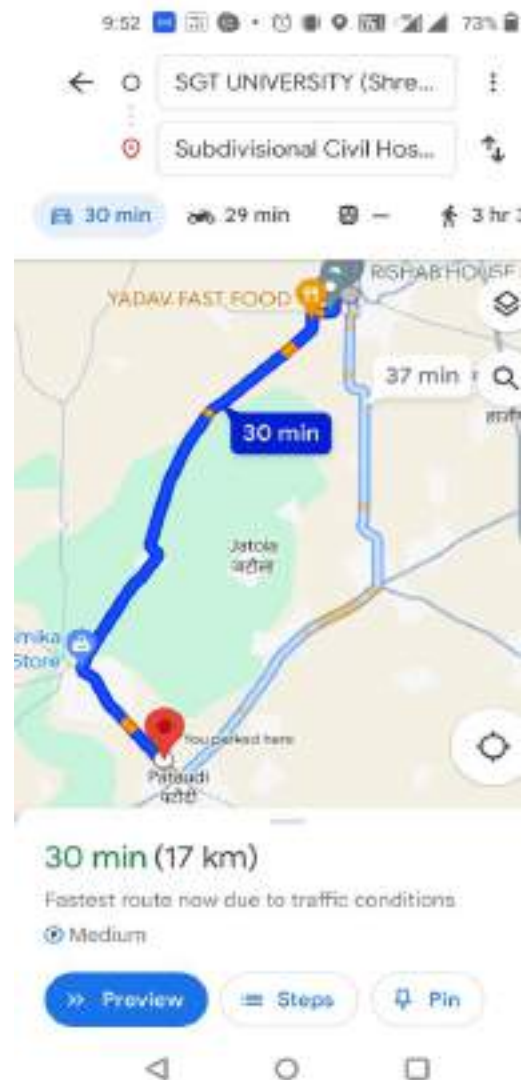 9:52
73%
SGT UNIVERSITY (Shre...
Subdivisional Civil Hos...
30 min
29 min
—
3 hr
RISHAB HOUSE
YADAV FAST FOOD
37 min
30 min
Jatola
जटौला
Store
You parked here
Pataudi
पटौदी
30 min (17 km)
Fastest route now due to traffic conditions
Medium
Preview
Steps
Pin